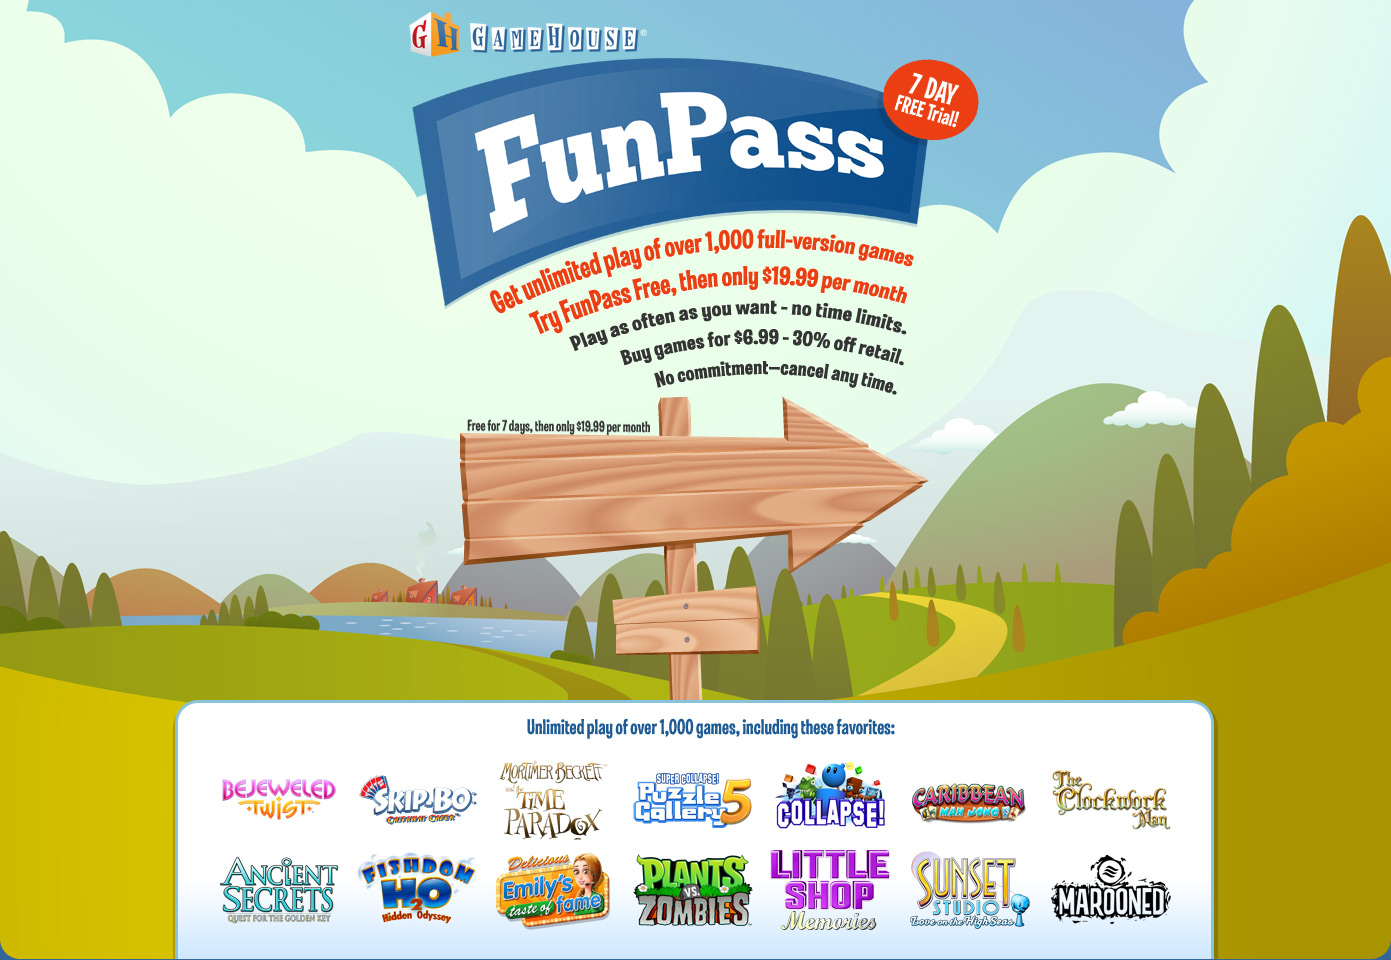 GH GAMEHOUSE®
FunPass
7 DAY
FREE Trial!
Get unlimited play of over 1,000 full-version games
Try FunPass Free, then only $19.99 per month
Play as often as you want - no time limits.
Buy games for $6.99 - 30% off retail.
No commitment—cancel any time.
Free for 7 days, then only $19.99 per month
Unlimited play of over 1,000 games, including these favorites:
BEJEWELED
TWIST
SKIP·BO
CASTAWAY CAPER
MORTIMER BECKETT
and the
TIME
PARADOX
SUPER COLLAPSE!
Puzzle
Gallery 5
COLLAPSE!
CARIBBEAN
MAH JONG
The
Clockwork
Man
ANCIENT
SECRETS
QUEST FOR THE GOLDEN KEY
FISHDOM
H2O
Hidden Odyssey
Delicious
Emily's
taste of fame
PLANTS
VS.
ZOMBIES
LITTLE
SHOP
Memories
SUNSET
STUDIO
Love on the High Seas
MAROONED